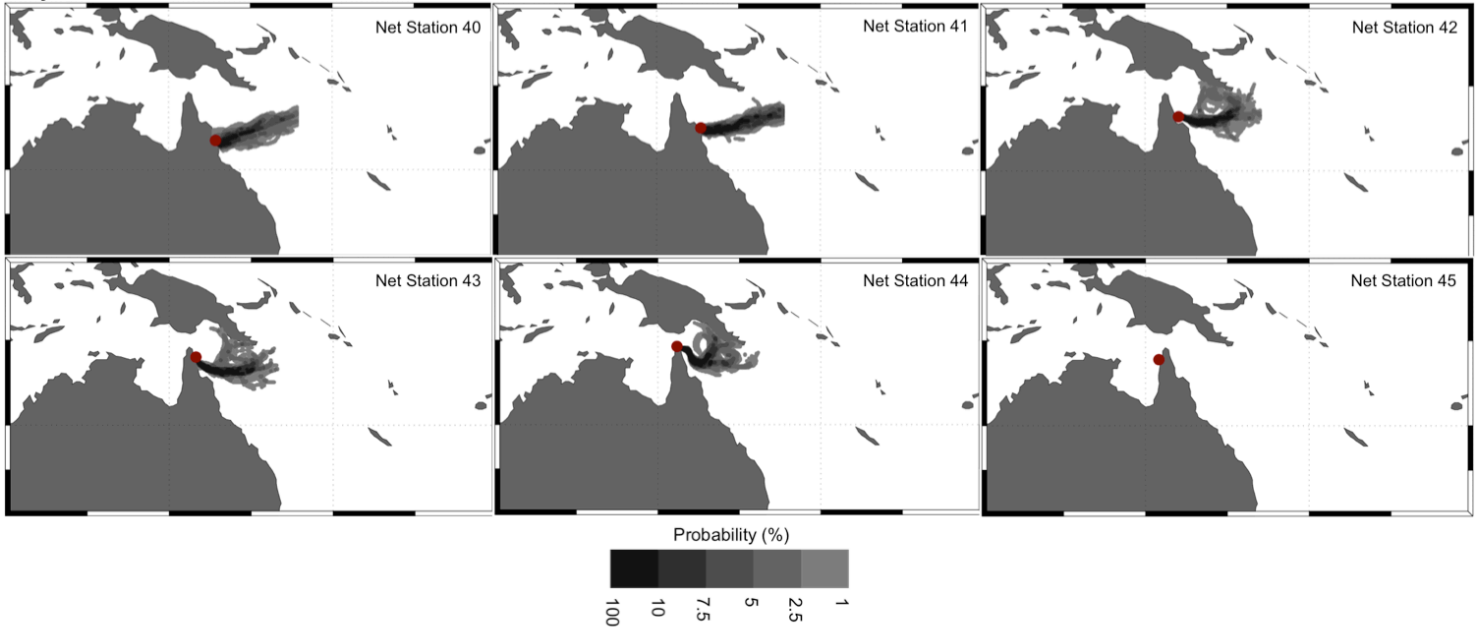 Net Station 40
Net Station 41
Net Station 42
Net Station 43
Net Station 44
Net Station 45
Probability (%)
100
10
7.5
5
2.5
1